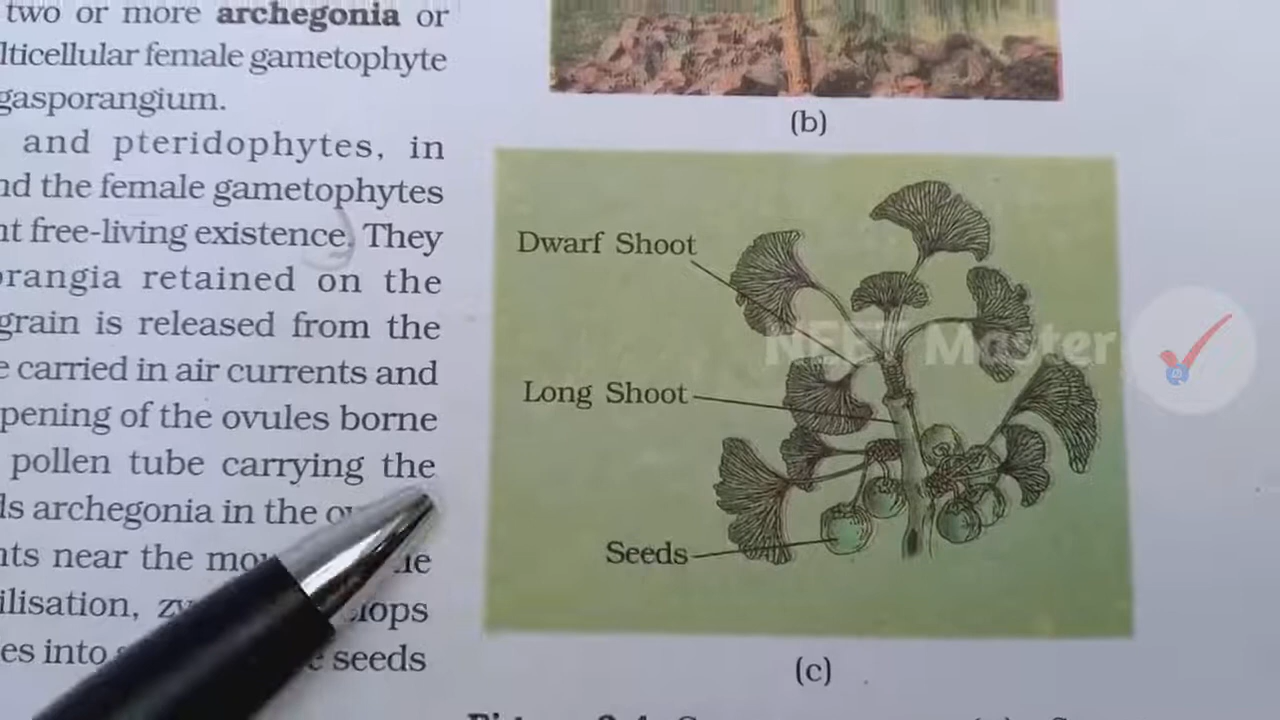 two or more archegonia or
lticellular female gametophyte
gasporangium.
and pteridophytes, in
nd the female gametophytes
nt free-living existence. They
orangia retained on the
grain is released from the
e carried in air currents and
pening of the ovules borne
pollen tube carrying the
ds archegonia in the
nts near the
ilisation,
es into seeds
(b)
Dwarf Shoot
Long Shoot
Seeds
(c)
NEET Master